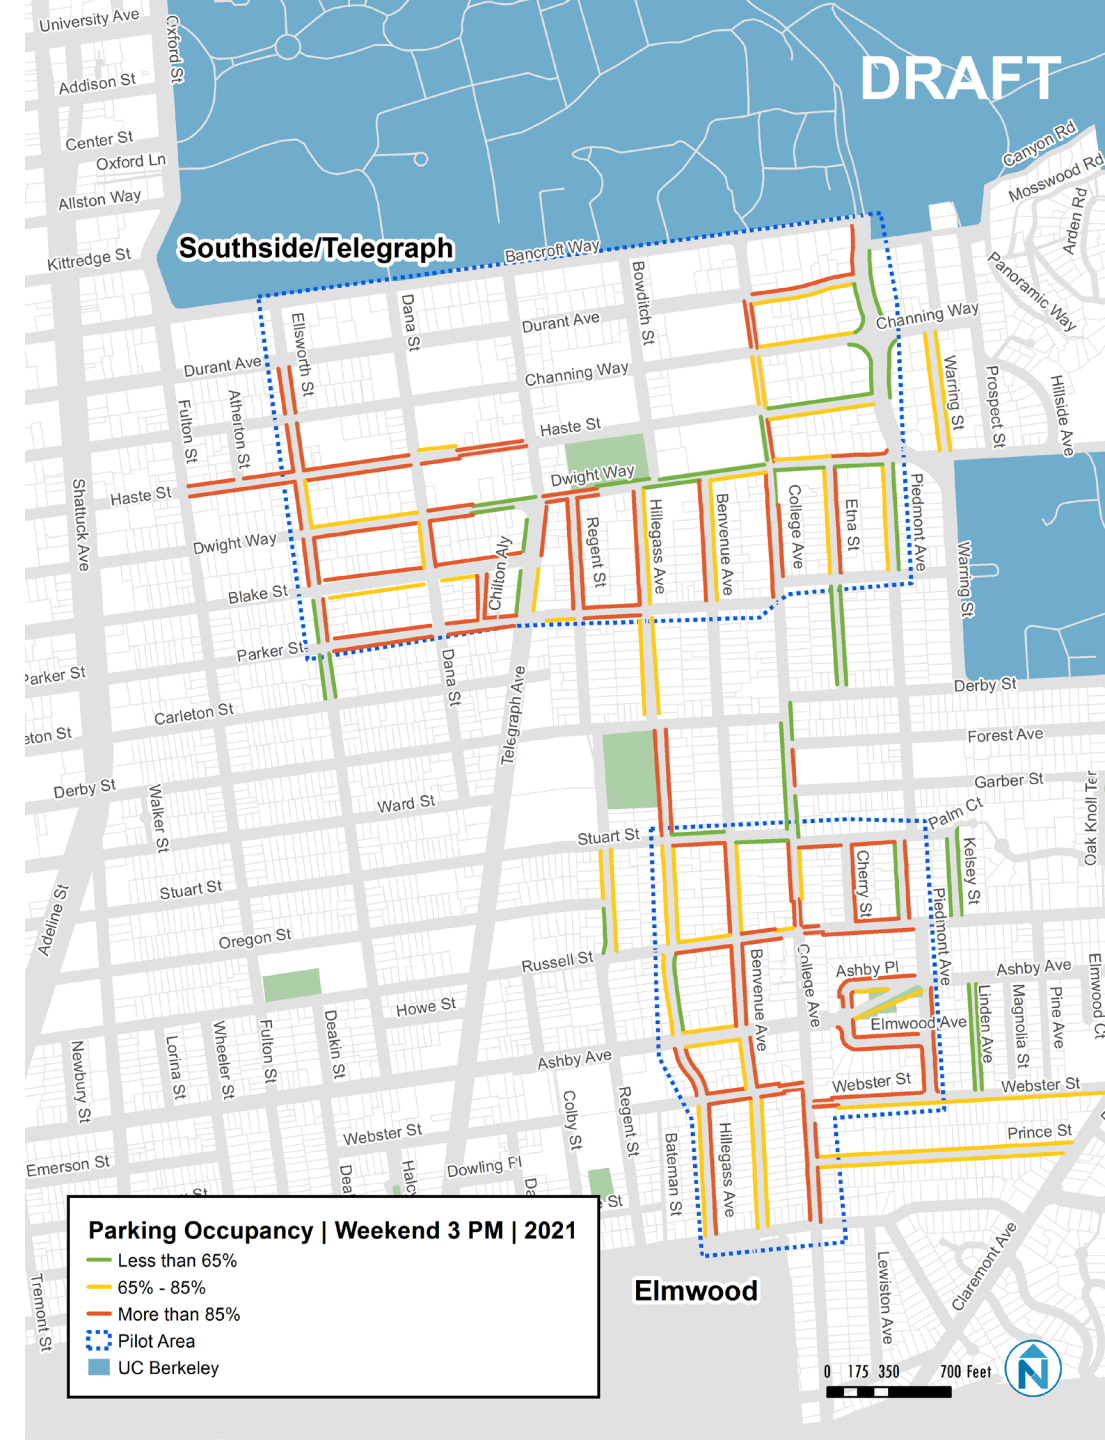 University Ave
Oxford St
Addison St
DRAFT
Center St
Oxford Ln
Canyon Rd
Allston Way
Mosswood Rd
Arden Rd
Southside/Telegraph
Kittredge St
Bancroft Way
Panoramic Way
Bowditch St
Dana St
Ellsworth St
Durant Ave
Channing Way
Durant Ave
Channing Way
Warring St
Prospect St
Hillside Ave
Fulton St
Atherton St
Haste St
Dwight Way
Shattuck Ave
Haste St
Piedmont Ave
College Ave
Etna St
Benvenue Ave
Hillegass Ave
Regent St
Dwight Way
Chilton Aly
Warring St
Blake St
Parker St
Parker St
Dana St
Telegraph Ave
Derby St
Carleton St
eton St
Forest Ave
Derby St
Garber St
Oak Knoll Ter
Walker St
Ward St
Palm Ct
Stuart St
Kelsey St
Cherry St
Stuart St
Adeline St
Piedmont Ave
Oregon St
Russell St
Benvenue Ave
College Ave
Ashby Pl
Ashby Ave
Elmwood Ct
Howe St
Elmwood Ave
Linden Ave
Magnolia St
Pine Ave
Newbury St
Lorina St
Wheeler St
Fulton St
Deakin St
Ashby Ave
Webster St
Webster St
Colby St
Regent St
Webster St
Prince St
Hillegass Ave
Bateman St
Emerson St
Dowling Pl
Halcy
Dea
Da
St
e St
Parking Occupancy | Weekend 3 PM | 2021
Less than 65%
65% - 85%
More than 85%
Pilot Area
UC Berkeley
Tremont St
Elmwood
Claremont Ave
Lewiston Ave
0 175 350 700 Feet
N